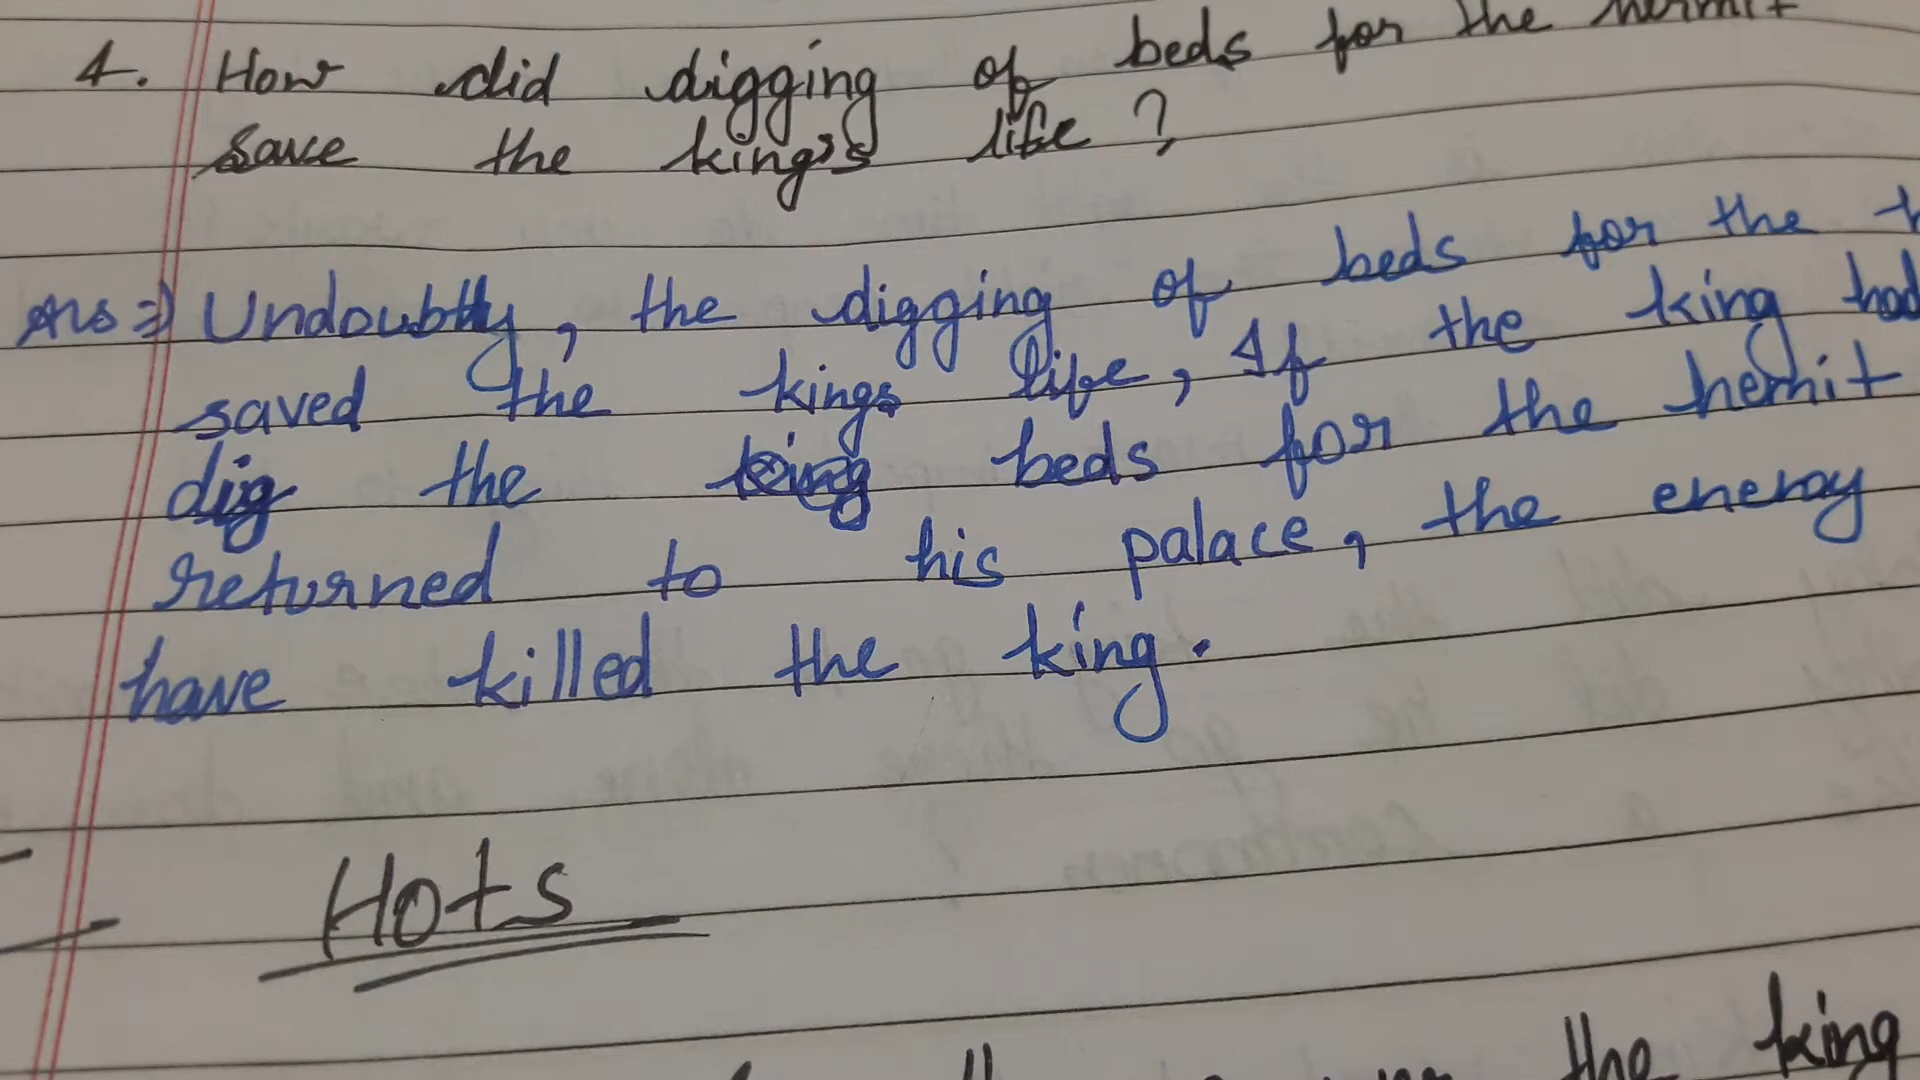 4. How did digging of beds for the hermit
save the king's life ?
Ans => Undoubtly, the digging of beds for the
saved the kings life, If the king had
dig the beds for the hemit
returned to his palace, the enemy
have killed the king.
Hots
the king